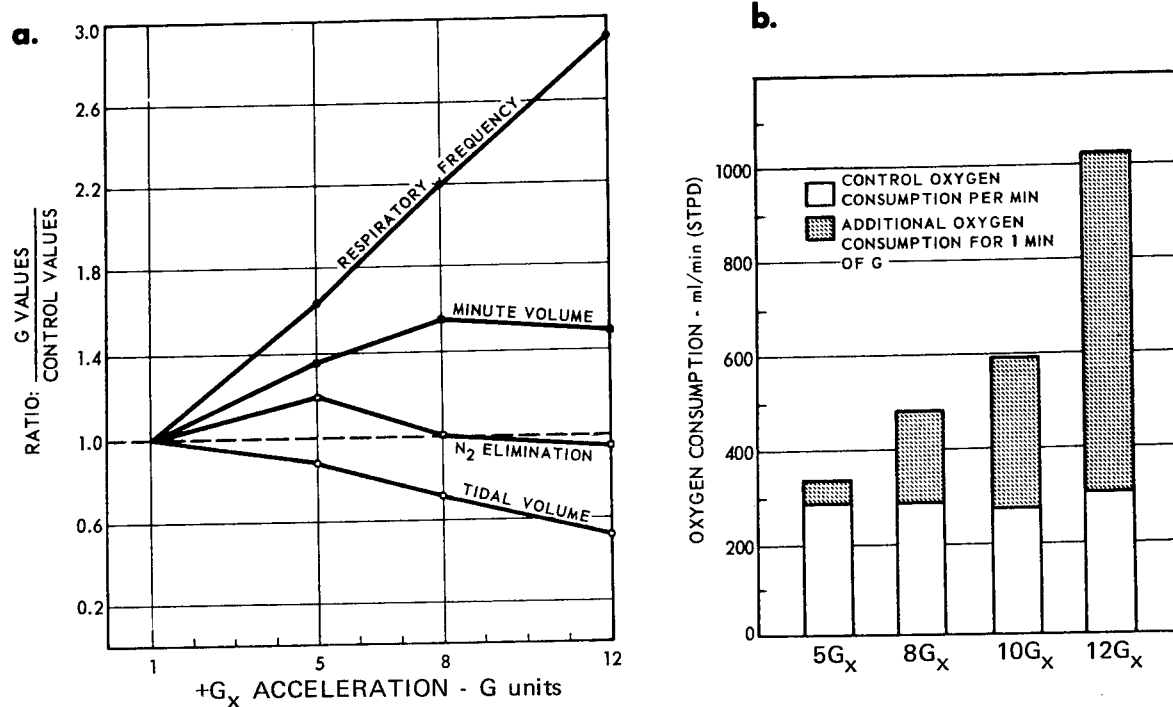 a.
3.0
2.6
2.2
1.8
1.4
1.0
0.6
0.2
RATIO: G VALUES
CONTROL VALUES
RESPIRATORY FREQUENCY
MINUTE VOLUME
N₂ ELIMINATION
TIDAL VOLUME
1 5 8 12
+Gₓ ACCELERATION - G units
b.
1000
800
600
400
200
0
OXYGEN CONSUMPTION - ml/min (STPD)
CONTROL OXYGEN
CONSUMPTION PER MIN
ADDITIONAL OXYGEN
CONSUMPTION FOR 1 MIN
OF G
5Gₓ 8Gₓ 10Gₓ 12Gₓ